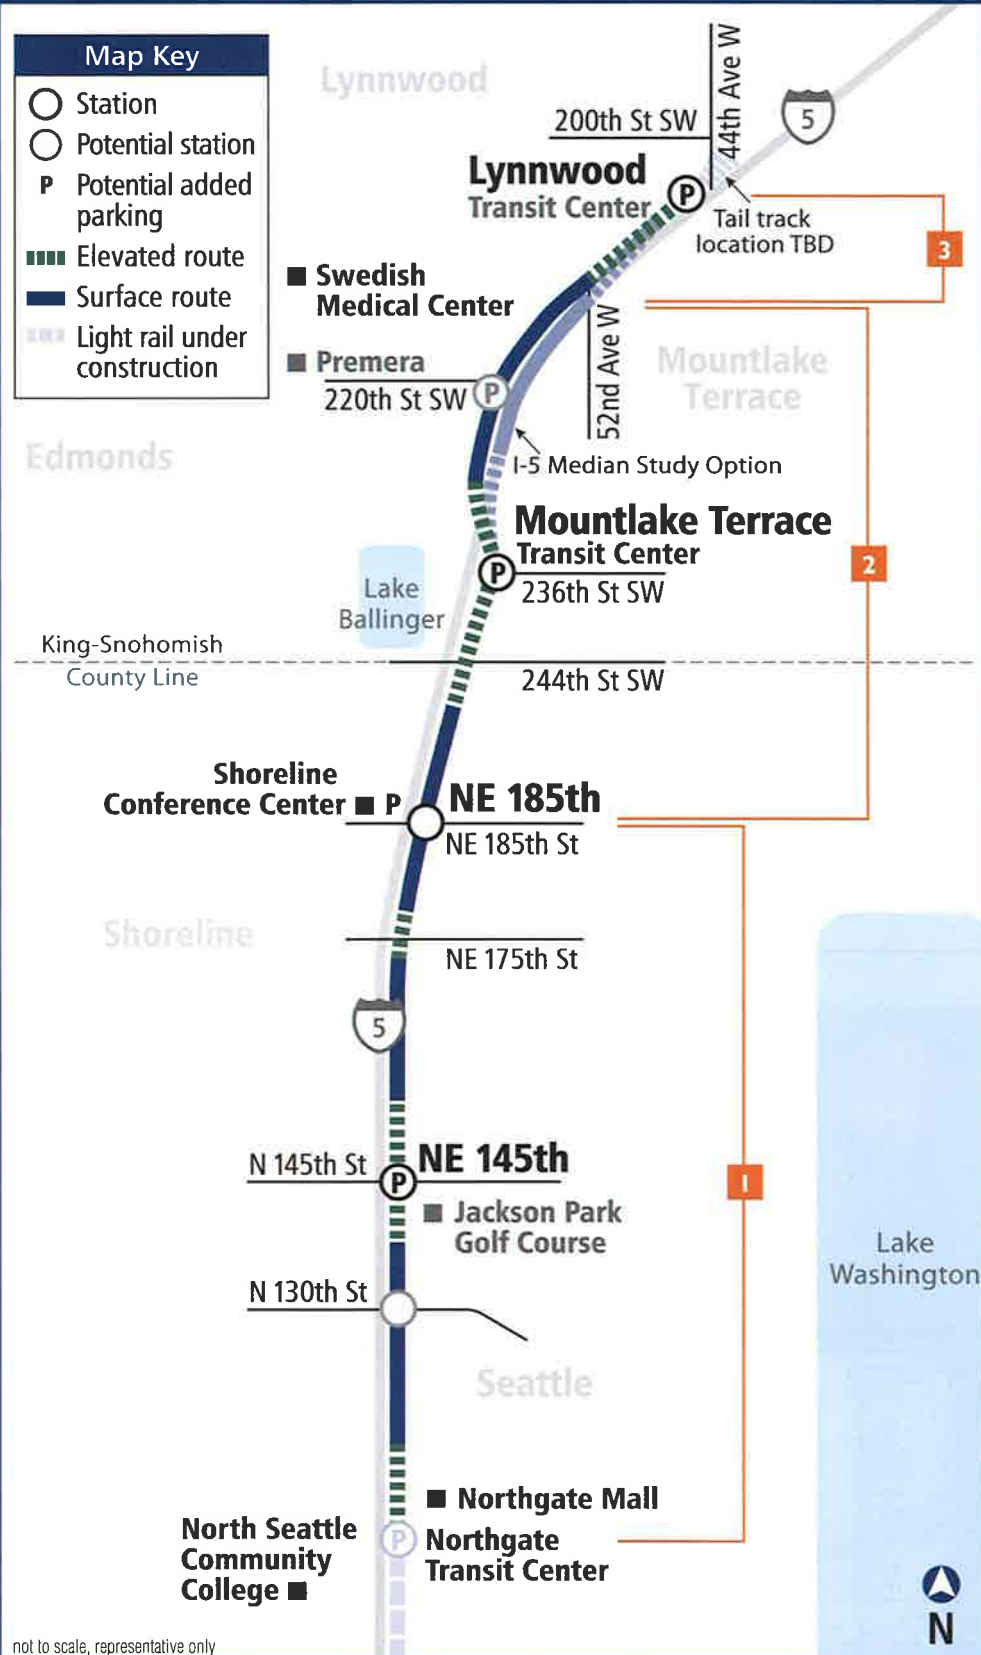 Map Key
Station
Potential station
P Potential added
parking
Elevated route
Surface route
Light rail under
construction
Lynnwood
44th Ave W
200th St SW
5
Lynnwood
Transit Center
P
Tail track
location TBD
3
Swedish
Medical Center
Premera
220th St SW
P
52nd Ave W
Mountlake
Terrace
Edmonds
I-5 Median Study Option
Mountlake Terrace
Transit Center
P
236th St SW
2
Lake
Ballinger
King-Snohomish
County Line
244th St SW
Shoreline
Conference Center P
NE 185th
NE 185th St
Shoreline
NE 175th St
5
N 145th St
P
NE 145th
1
Jackson Park
Golf Course
Lake
Washington
N 130th St
Seattle
Northgate Mall
North Seattle
Community
College
P
Northgate
Transit Center
N
not to scale, representative only